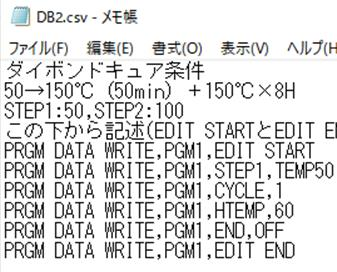 DB2.csv - メモ帳
ファイル(F) 編集(E) 書式(O) 表示(V) ヘルプ(H
ダイボンドキュア条件
50→150℃ (50min) +150℃×8H
STEP1:50,STEP2:100
この下から記述(EDIT STARTとEDIT
PRGM DATA WRITE,PGM1,EDIT START
PRGM DATA WRITE,PGM1,STEP1,TEMP50
PRGM DATA WRITE,PGM1,CYCLE,1
PRGM DATA WRITE,PGM1,HTEMP,60
PRGM DATA WRITE,PGM1,END,OFF
PRGM DATA WRITE,PGM1,EDIT END